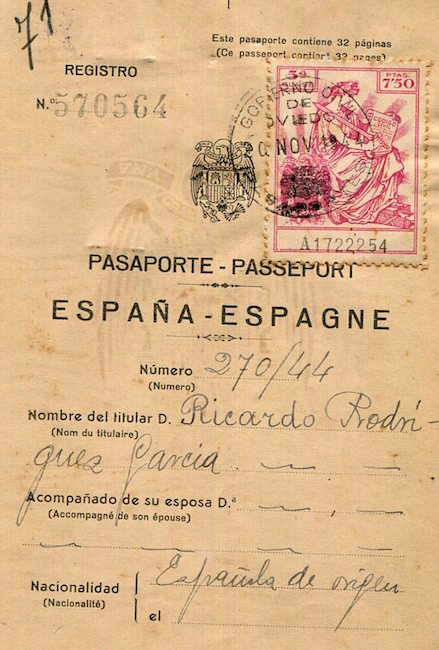 71
Este pasaporte contiene 32 páginas
(Ce passeport contient 32 pages)
REGISTRO
N.º 570564
PTAS.
7'50
GOBIERNO CIVIL
DE
OVIEDO
NOV
A1722254
PASAPORTE - PASSEPORT
ESPAÑA - ESPAGNE
Número 270/44
(Numero)
Nombre del titular D. Ricardo Rodrí-
(Nom du titulaire)
guez García
Acompañado de su esposa D.ª
(Accompagné de son épouse)
Nacionalidad Española de origen
(Nacionalité)
el